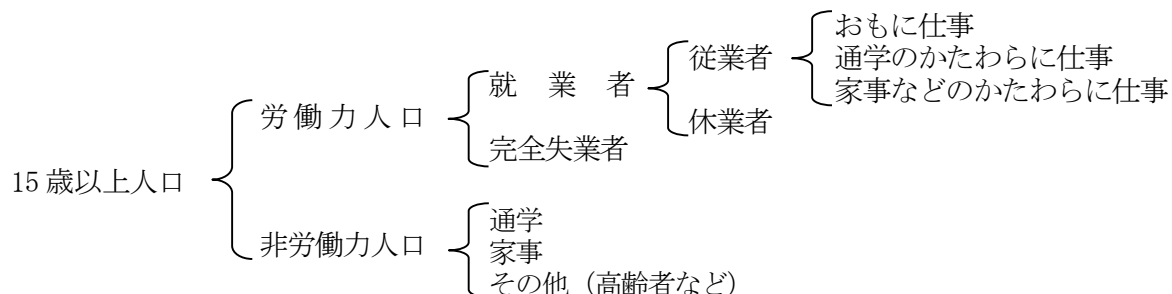 おもに仕事
従業者
通学のかたわらに仕事
就業者
家事などのかたわらに仕事
労働力人口
休業者
完全失業者
15歳以上人口
通学
非労働力人口
家事
その他（高齢者など）